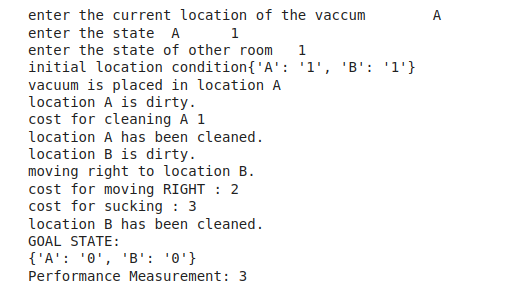 enter the current location of the vaccum        A
enter the state  A      1
enter the state of other room   1
initial location condition{'A': '1', 'B': '1'}
vacuum is placed in location A
location A is dirty.
cost for cleaning A 1
location A has been cleaned.
location B is dirty.
moving right to location B.
cost for moving RIGHT : 2
cost for sucking : 3
location B has been cleaned.
GOAL STATE:
{'A': '0', 'B': '0'}
Performance Measurement: 3